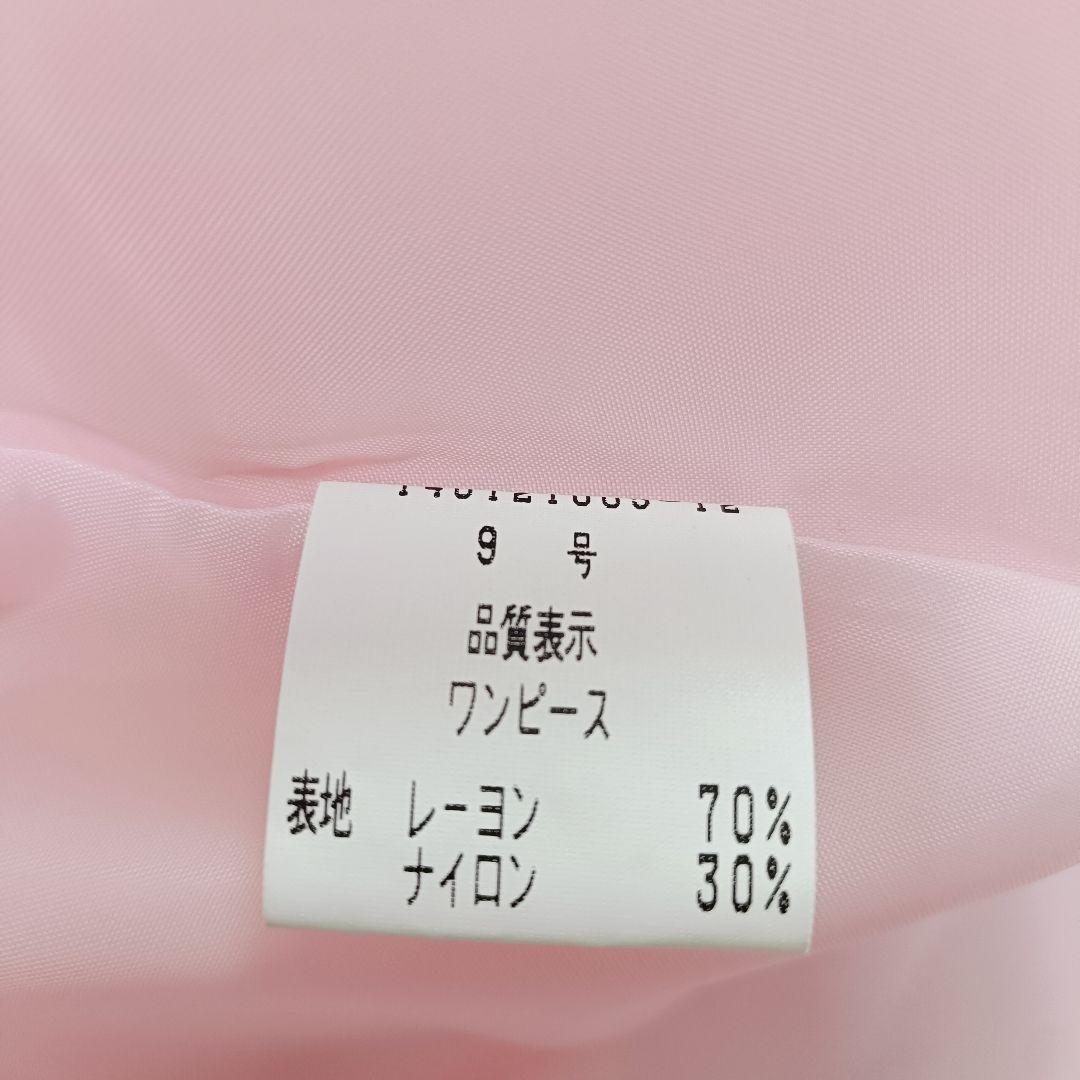 9 号
品質表示
ワンピース
表地 レーヨン 70%
ナイロン 30%